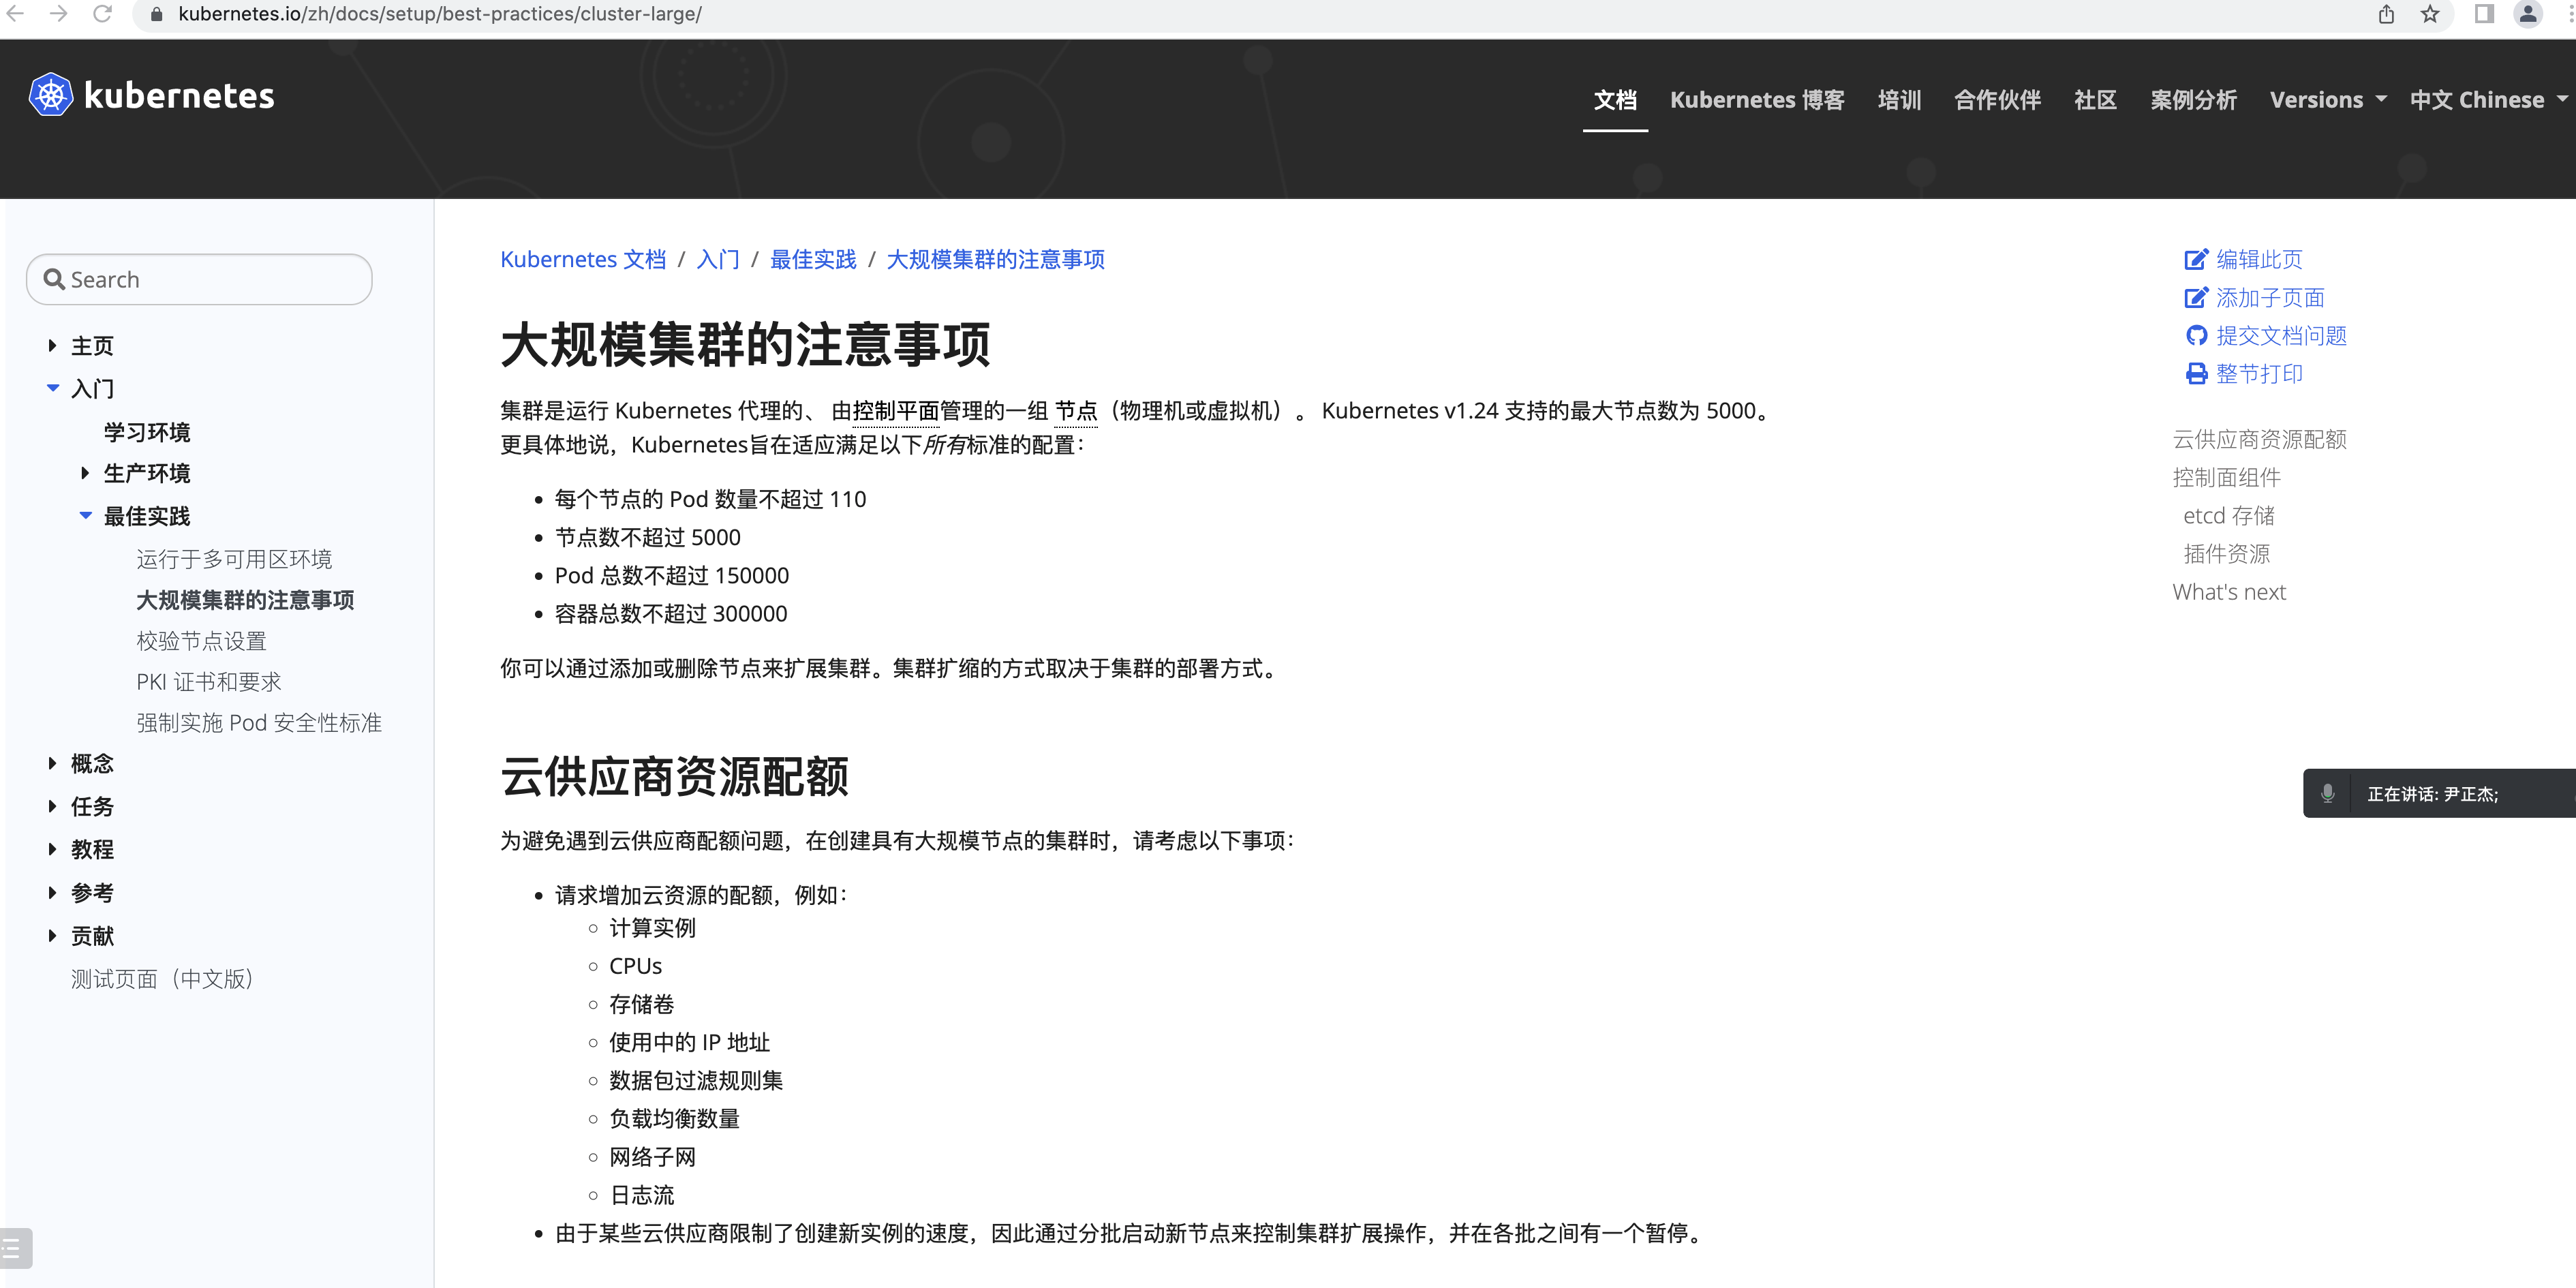 kubernetes.io/zh/docs/setup/best-practices/cluster-large/
kubernetes
文档 Kubernetes 博客 培训 合作伙伴 社区 案例分析 Versions 中文 Chinese
Search
主页
入门
学习环境
生产环境
最佳实践
运行于多可用区环境
大规模集群的注意事项
校验节点设置
PKI 证书和要求
强制实施 Pod 安全性标准
概念
任务
教程
参考
贡献
测试页面（中文版）
Kubernetes 文档 / 入门 / 最佳实践 / 大规模集群的注意事项
大规模集群的注意事项
集群是运行 Kubernetes 代理的、 由控制平面管理的一组 节点（物理机或虚拟机）。 Kubernetes v1.24 支持的最大节点数为 5000。
更具体地说，Kubernetes旨在适应满足以下所有标准的配置：
每个节点的 Pod 数量不超过 110
节点数不超过 5000
Pod 总数不超过 150000
容器总数不超过 300000
你可以通过添加或删除节点来扩展集群。集群扩缩的方式取决于集群的部署方式。
云供应商资源配额
为避免遇到云供应商配额问题，在创建具有大规模节点的集群时，请考虑以下事项：
请求增加云资源的配额，例如：
计算实例
CPUs
存储卷
使用中的 IP 地址
数据包过滤规则集
负载均衡数量
网络子网
日志流
由于某些云供应商限制了创建新实例的速度，因此通过分批启动新节点来控制集群扩展操作，并在各批之间有一个暂停。
编辑此页
添加子页面
提交文档问题
整节打印
云供应商资源配额
控制面组件
etcd 存储
插件资源
What's next
正在讲话: 尹正杰;